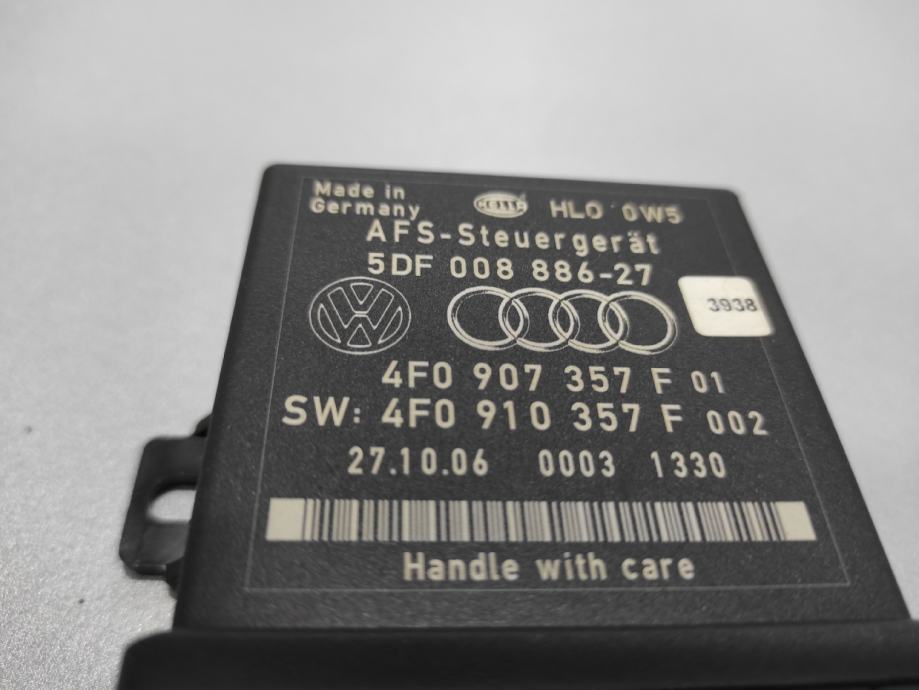 Made in
Germany
HELLA
HLO 0W5
AFS-Steuergerät
5DF 008 886-27
3938
4F0 907 357 F 01
SW: 4F0 910 357 F 002
27.10.06 0003 1330
Handle with care